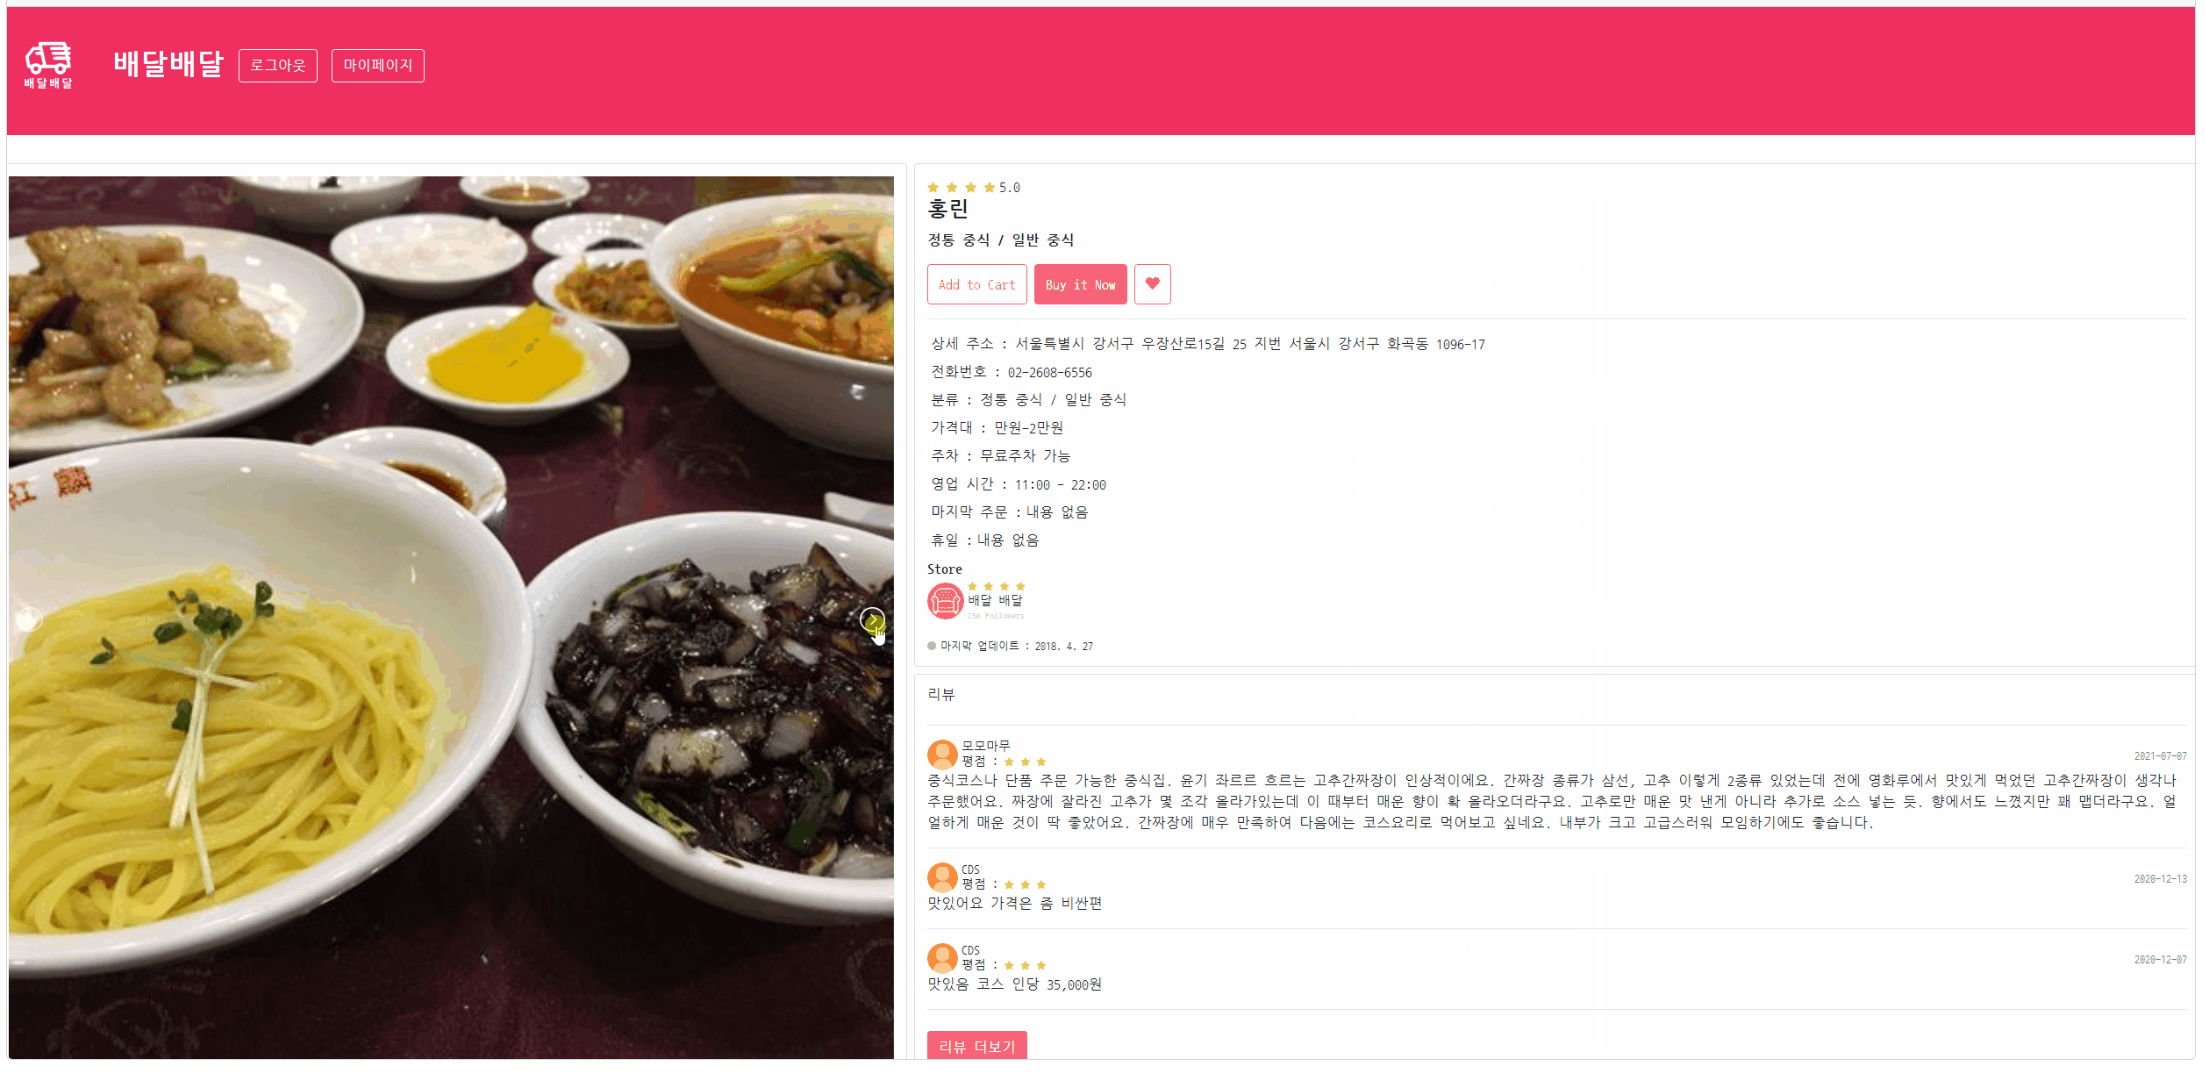 배달배달
배달배달 로그아웃 마이페이지
5.0
홍린
정통 중식 / 일반 중식
Add to Cart Buy it Now
상세 주소 : 서울특별시 강서구 우장산로15길 25 지번 서울시 강서구 화곡동 1096-17
전화번호 : 02-2608-6556
분류 : 정통 중식 / 일반 중식
가격대 : 만원-2만원
주차 : 무료주차 가능
영업 시간 : 11:00 - 22:00
마지막 주문 : 내용 없음
휴일 : 내용 없음
Store
배달 배달
25K Followers
마지막 업데이트 : 2018. 4. 27
리뷰
모모마무
평점 :
2021-07-07
중식코스나 단품 주문 가능한 중식집. 윤기 좌르르 흐르는 고추간짜장이 인상적이에요. 간짜장 종류가 삼선, 고추 이렇게 2종류 있었는데 전에 영화루에서 맛있게 먹었던 고추간짜장이 생각나
주문했어요. 짜장에 잘라진 고추가 몇 조각 올라가있는데 이 때부터 매운 향이 확 올라오더라구요. 고추로만 매운 맛 낸게 아니라 추가로 소스 넣는 듯. 향에서도 느꼈지만 꽤 맵더라구요. 얼
얼하게 매운 것이 딱 좋았어요. 간짜장에 매우 만족하여 다음에는 코스요리로 먹어보고 싶네요. 내부가 크고 고급스러워 모임하기에도 좋습니다.
CDS
평점 :
2020-12-13
맛있어요 가격은 좀 비싼편
CDS
평점 :
2020-12-07
맛있음 코스 인당 35,000원
리뷰 더보기